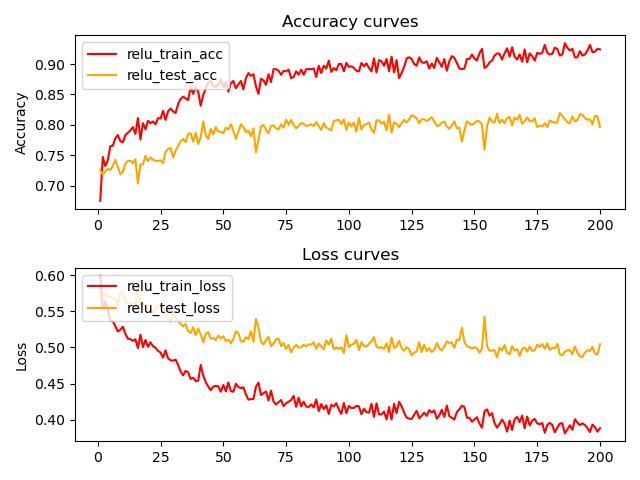 Accuracy curves
relu_train_acc
relu_test_acc
Accuracy
0.90
0.85
0.80
0.75
0.70
0 25 50 75 100 125 150 175 200
Loss curves
relu_train_loss
relu_test_loss
Loss
0.60
0.55
0.50
0.45
0.40
0 25 50 75 100 125 150 175 200